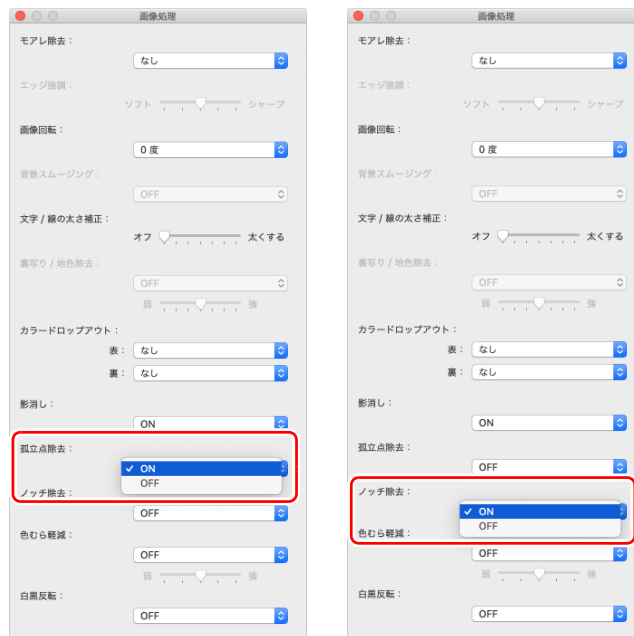 画像処理
モアレ除去：
なし
エッジ強調：
ソフト シャープ
画像回転：
0 度
背景スムージング：
OFF
文字 / 線の太さ補正：
オフ 太くする
裏写り / 地色除去：
OFF
弱 強
カラードロップアウト：
表： なし
裏： なし
影消し：
ON
孤立点除去：
✓ ON
OFF
ノッチ除去：
OFF
色むら軽減：
OFF
弱 強
白黒反転：
OFF
画像処理
モアレ除去：
なし
エッジ強調：
ソフト シャープ
画像回転：
0 度
背景スムージング：
OFF
文字 / 線の太さ補正：
オフ 太くする
裏写り / 地色除去：
OFF
弱 強
カラードロップアウト：
表： なし
裏： なし
影消し：
ON
孤立点除去：
OFF
ノッチ除去：
✓ ON
OFF
色むら軽減：
OFF
弱 強
白黒反転：
OFF